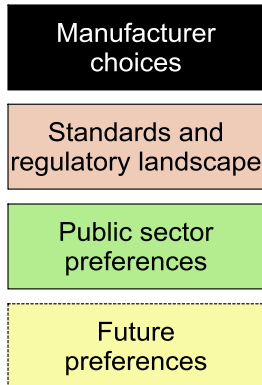 Manufacturer
choices
Standards and
regulatory landscape
Public sector
preferences
Future
preferences